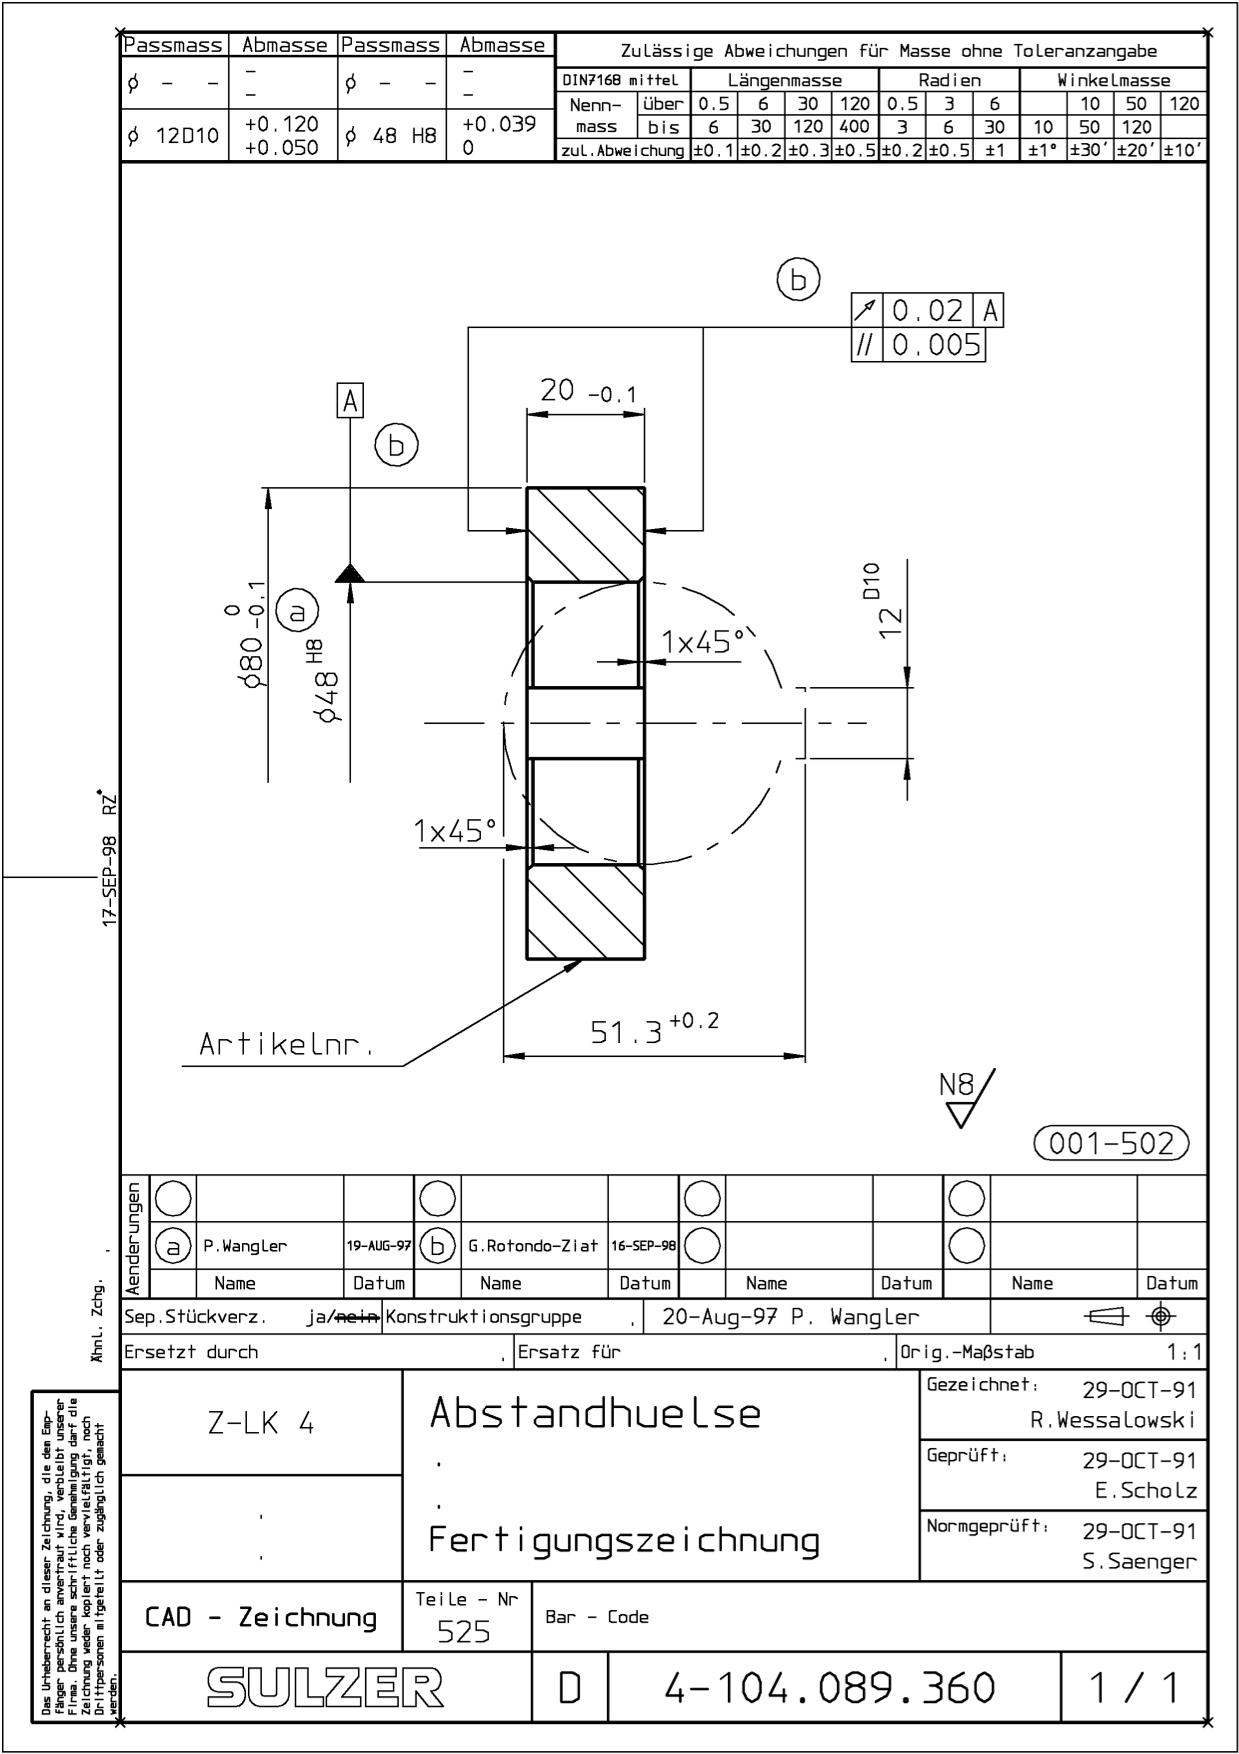 Passmass Abmasse Passmass Abmasse
Zulässige Abweichungen für Masse ohne Toleranzangabe
ϕ - - - - ϕ - - - -
DIN7168 mittel Längenmasse Radien Winkelmasse
Nenn-mass über 0.5 6 30 120 0.5 3 6 10 50 120
bis 6 30 120 400 3 6 30 10 50 120
zul.Abweichung ±0.1 ±0.2 ±0.3 ±0.5 ±0.2 ±0.5 ±1 ±1° ±30′ ±20′ ±10′
ϕ 12D10 +0.120 +0.050 ϕ 48 H8 +0.039 0
b
0.02 A
// 0.005
20 -0.1
A
b
ϕ80 0 -0.1
a
ϕ48 H8
1x45°
12 D10
1x45°
51.3 +0.2
Artikelnr.
N8
001-502
17-SEP-98 RZ
Aenderungen
a P.Wangler 19-AUG-97 b G.Rotondo-Ziat 16-SEP-98
Name Datum Name Datum Name Datum Name Datum
Sep.Stückverz. ja/nein Konstruktionsgruppe . 20-Aug-97 P. Wangler
Ähnl. Zchg. .
Ersetzt durch . Ersatz für . Orig.-Maßstab 1:1
Z-LK 4
Abstandhuelse
.
.
Fertigungszeichnung
Gezeichnet: 29-OCT-91
R.Wessalowski
Geprüft: 29-OCT-91
E.Scholz
Normgeprüft: 29-OCT-91
S.Saenger
.
.
CAD - Zeichnung
Teile - Nr
525
Bar - Code
SULZER D 4-104.089.360 1 / 1
Das Urheberrecht an dieser Zeichnung, die dem Emp-
fänger persönlich anvertraut wird, verbleibt unserer
Firma. Ohne unsere schriftliche Genehmigung darf die
Zeichnung weder kopiert noch vervielfältigt, noch
Drittpersonen mitgeteilt oder zugänglich gemacht
werden.